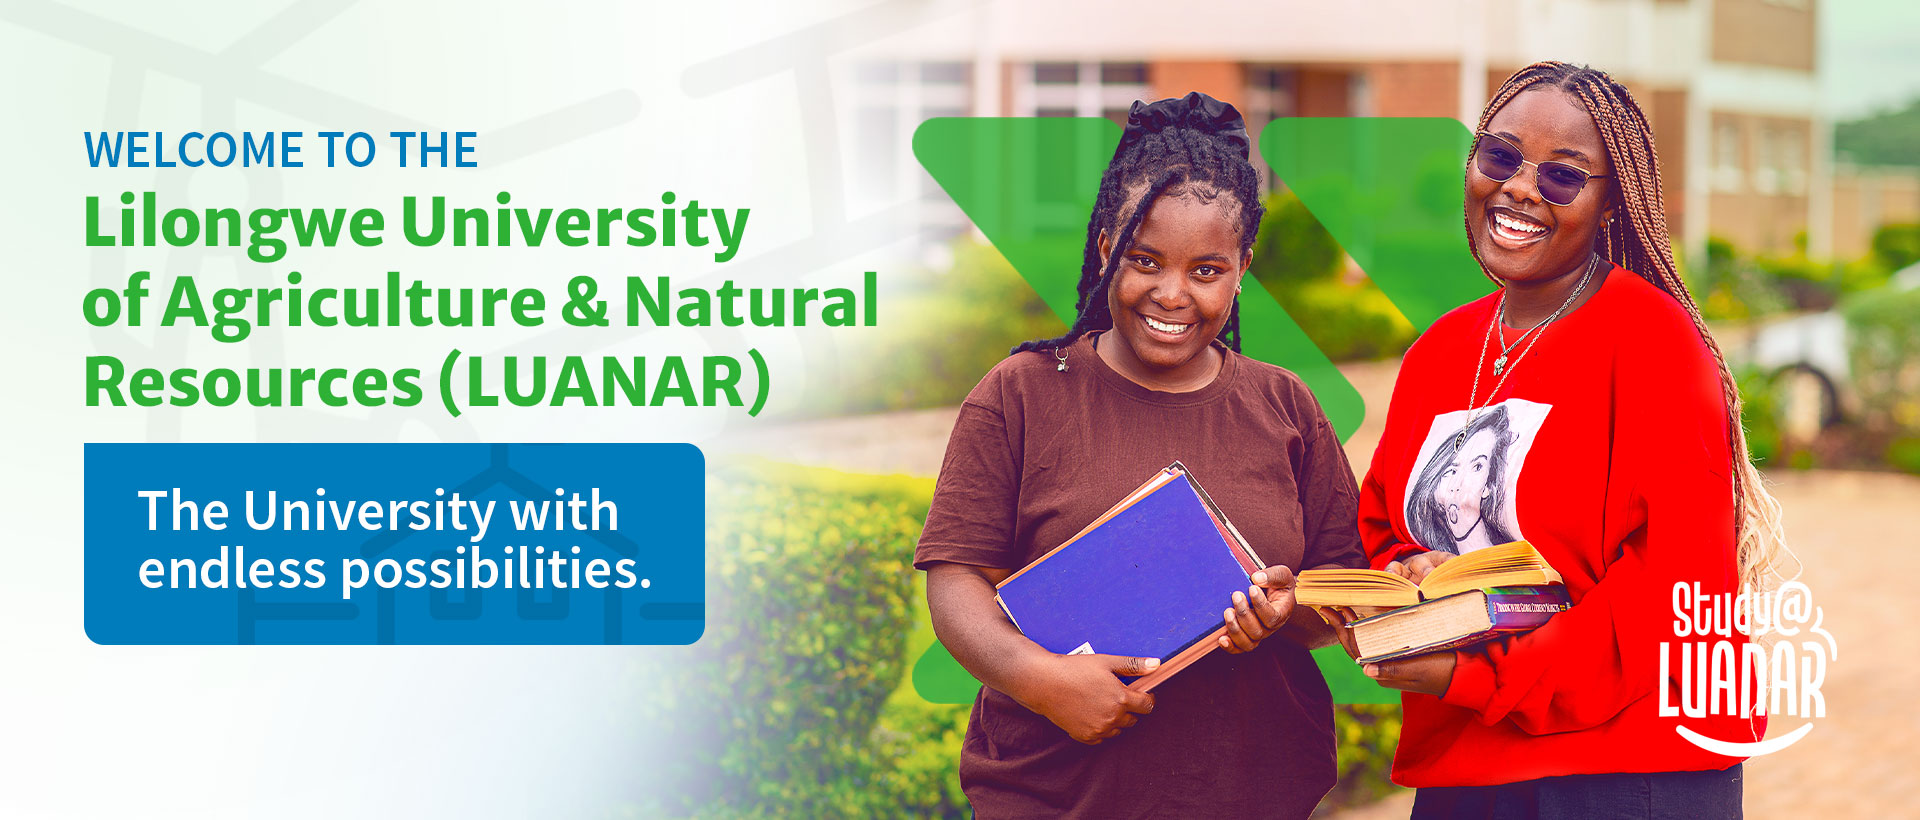 WELCOME TO THE
Lilongwe University
of Agriculture & Natural
Resources (LUANAR)
The University with
endless possibilities.
Study@
LUANAR